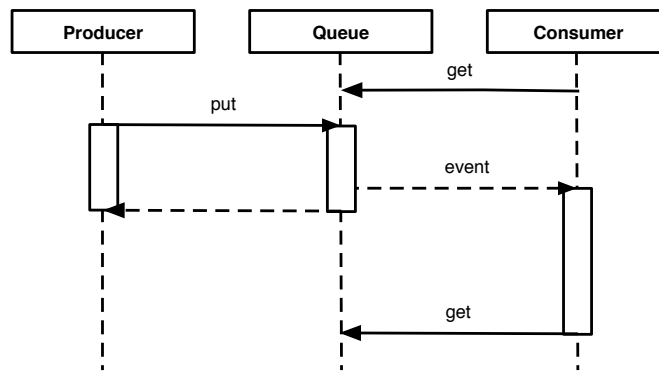 Producer
Queue
Consumer
get
put
event
get